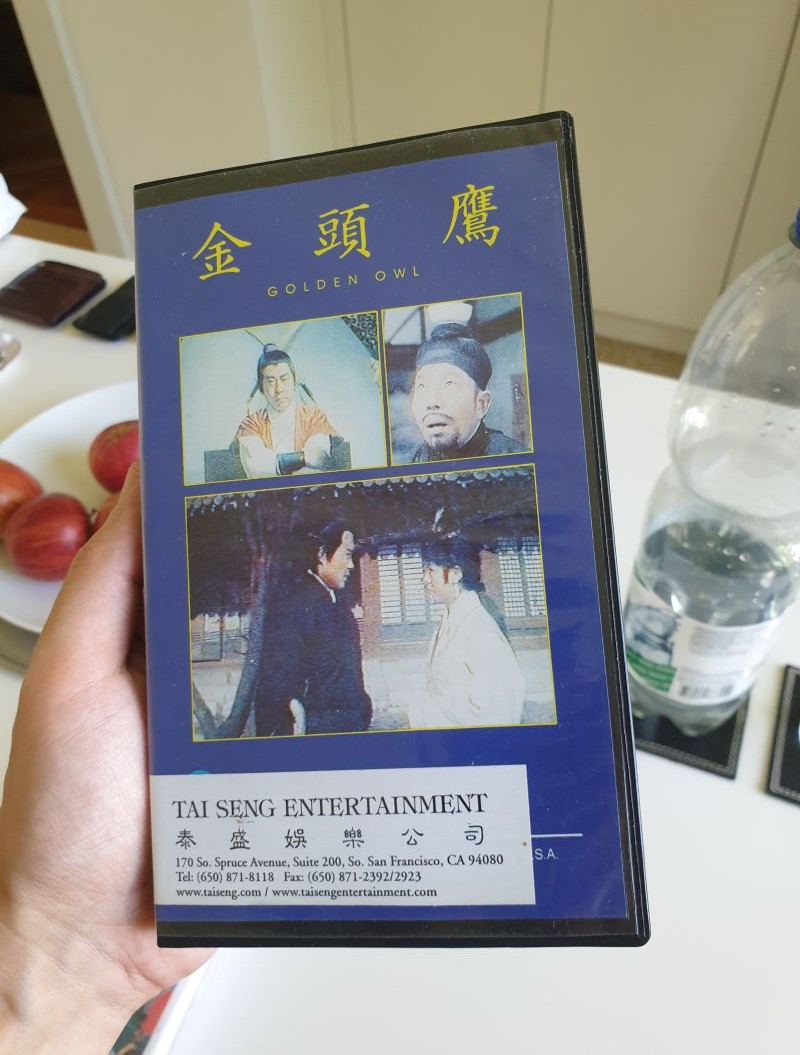 金頭鷹
GOLDEN OWL
TAI SENG ENTERTAINMENT
泰盛娛樂公司
170 So. Spruce Avenue, Suite 200, So. San Francisco, CA 94080
Tel: (650) 871-8118 Fax: (650) 871-2392/2923
www.taiseng.com / www.taisengentertainment.com
.S.A.